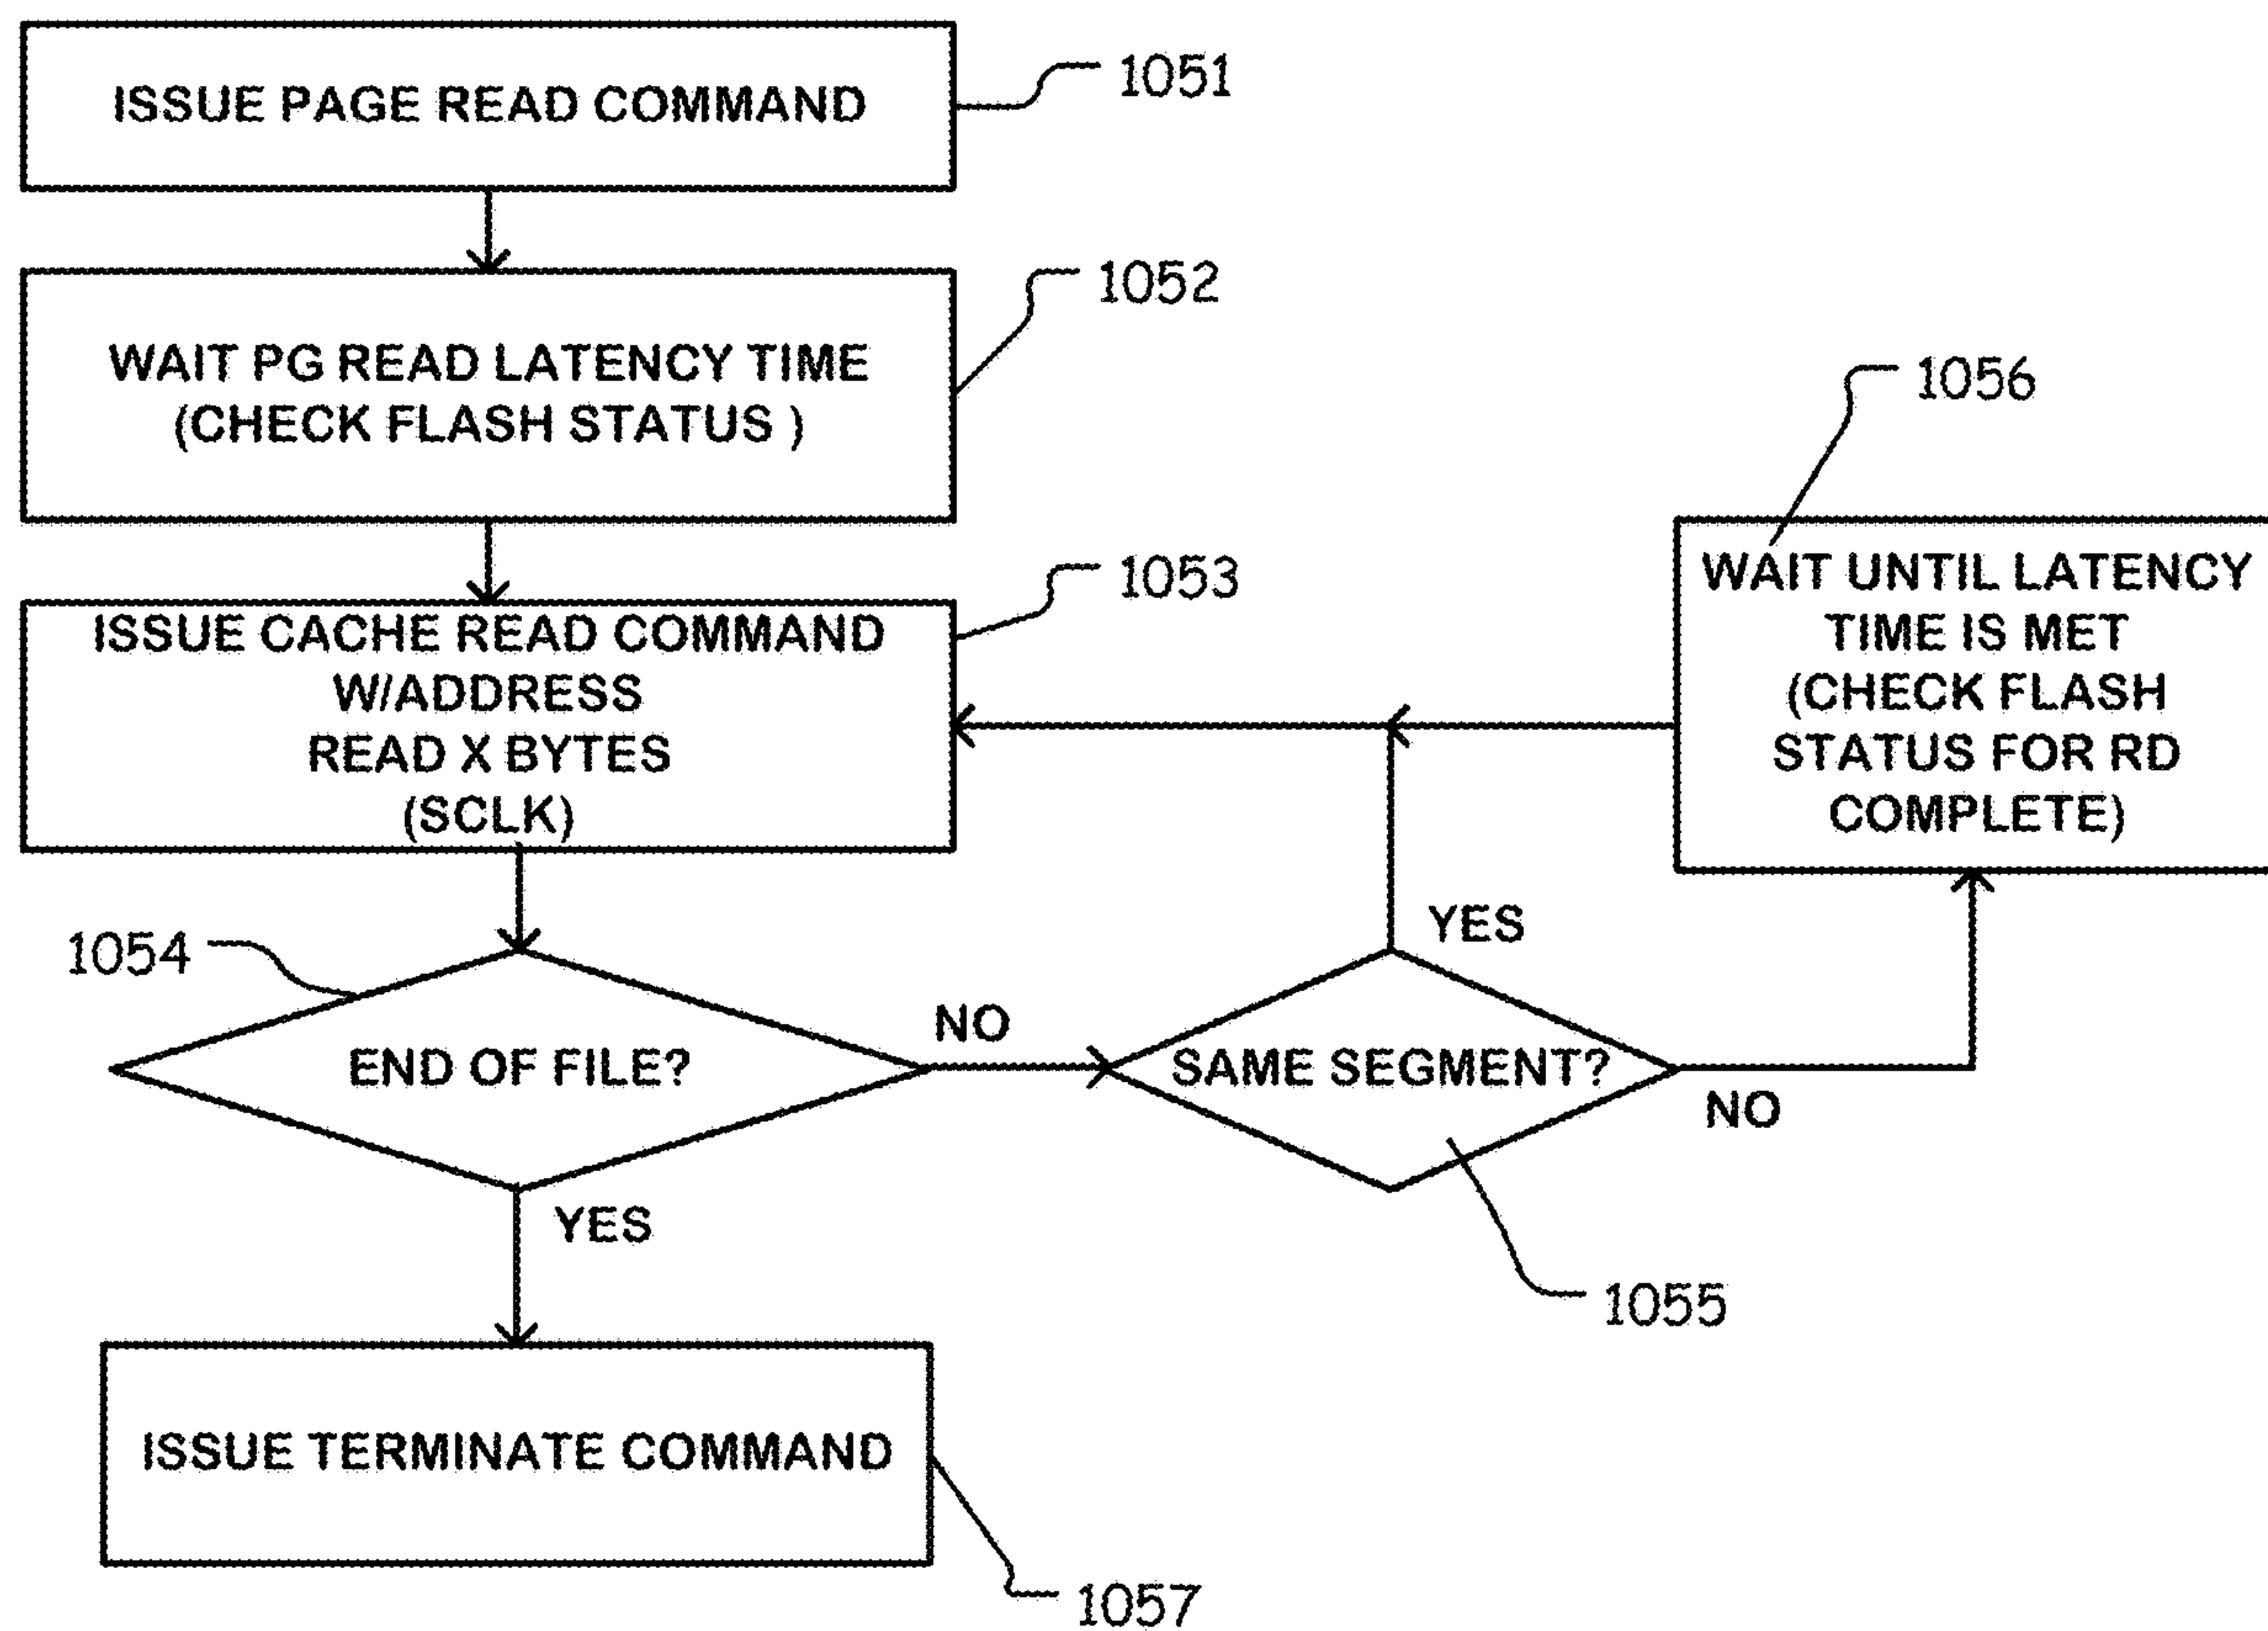 ISSUE PAGE READ COMMAND
1051
WAIT PG READ LATENCY TIME
(CHECK FLASH STATUS )
1052
ISSUE CACHE READ COMMAND
W/ADDRESS
READ X BYTES
(SCLK)
1053
WAIT UNTIL LATENCY
TIME IS MET
(CHECK FLASH
STATUS FOR RD
COMPLETE)
1056
1054
END OF FILE?
NO
YES
SAME SEGMENT?
YES
NO
1055
ISSUE TERMINATE COMMAND
1057